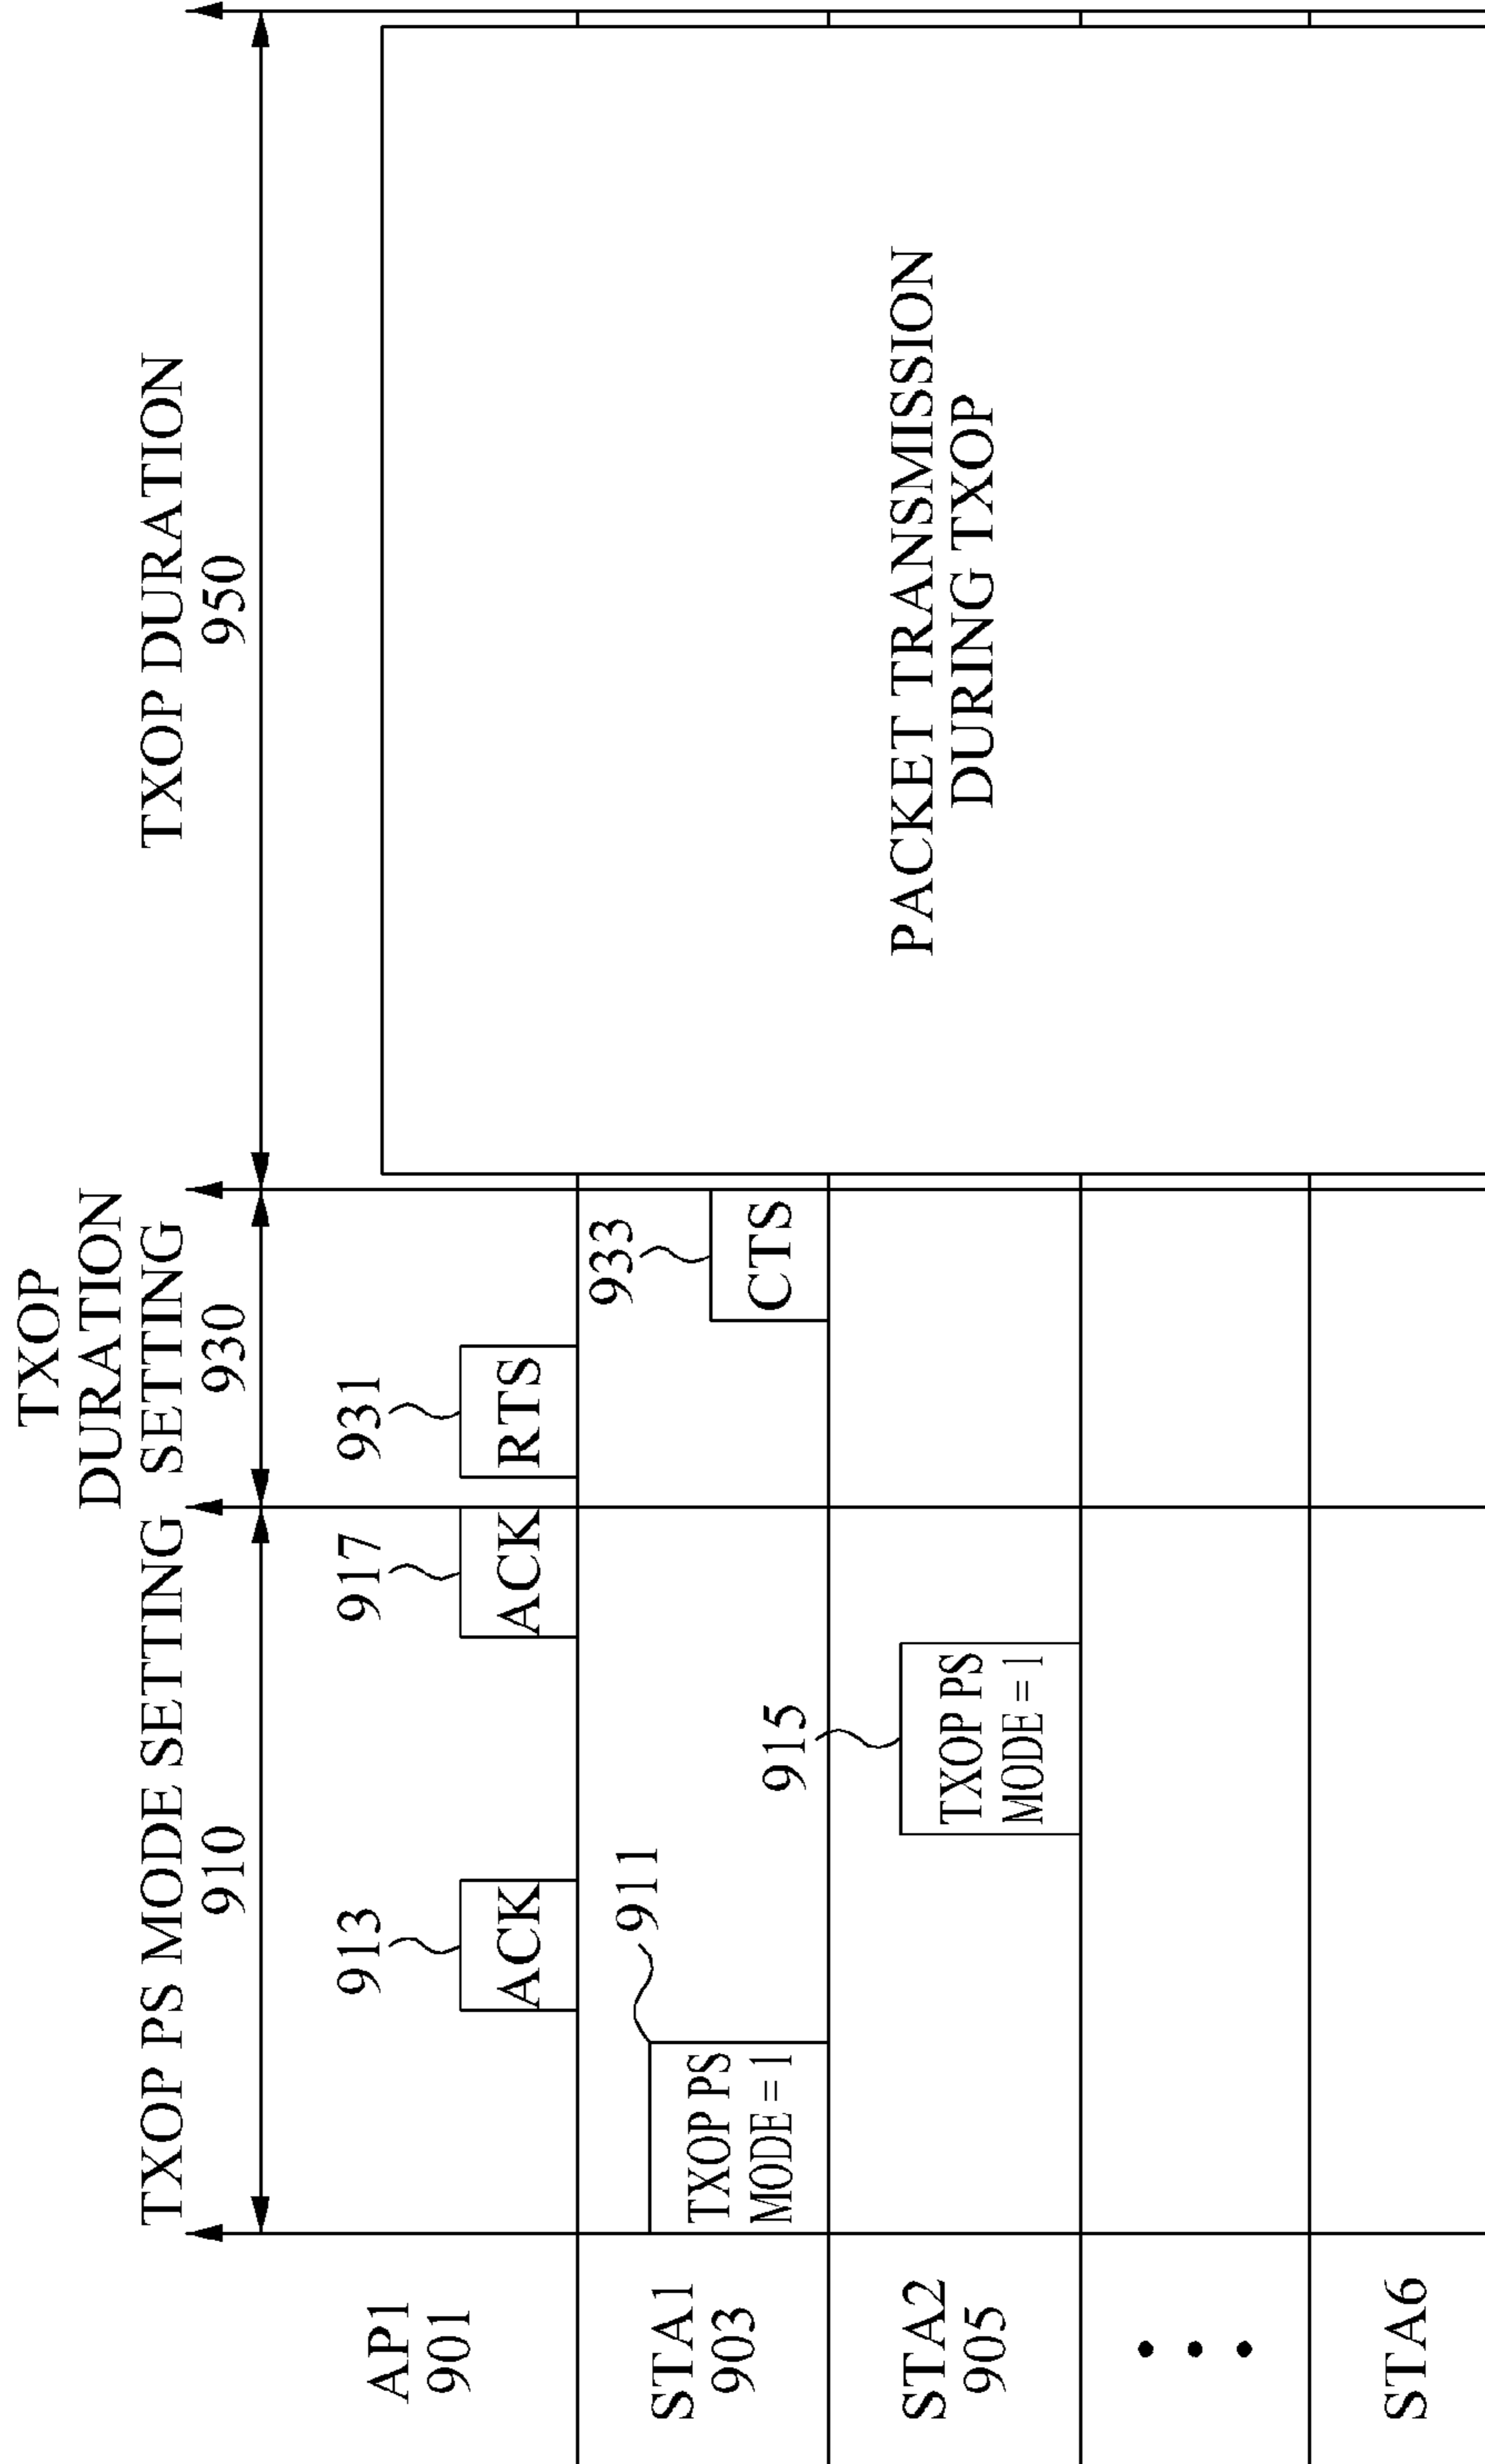 TXOP PS MODE SETTING
910
TXOP
DURATION
SETTING
930
TXOP DURATION
950
AP1
901
913
ACK
917
ACK
931
RTS
STA1
903
911
TXOP PS
MODE = 1
933
CTS
STA2
905
915
TXOP PS
MODE = 1
PACKET TRANSMISSION
DURING TXOP
STA6